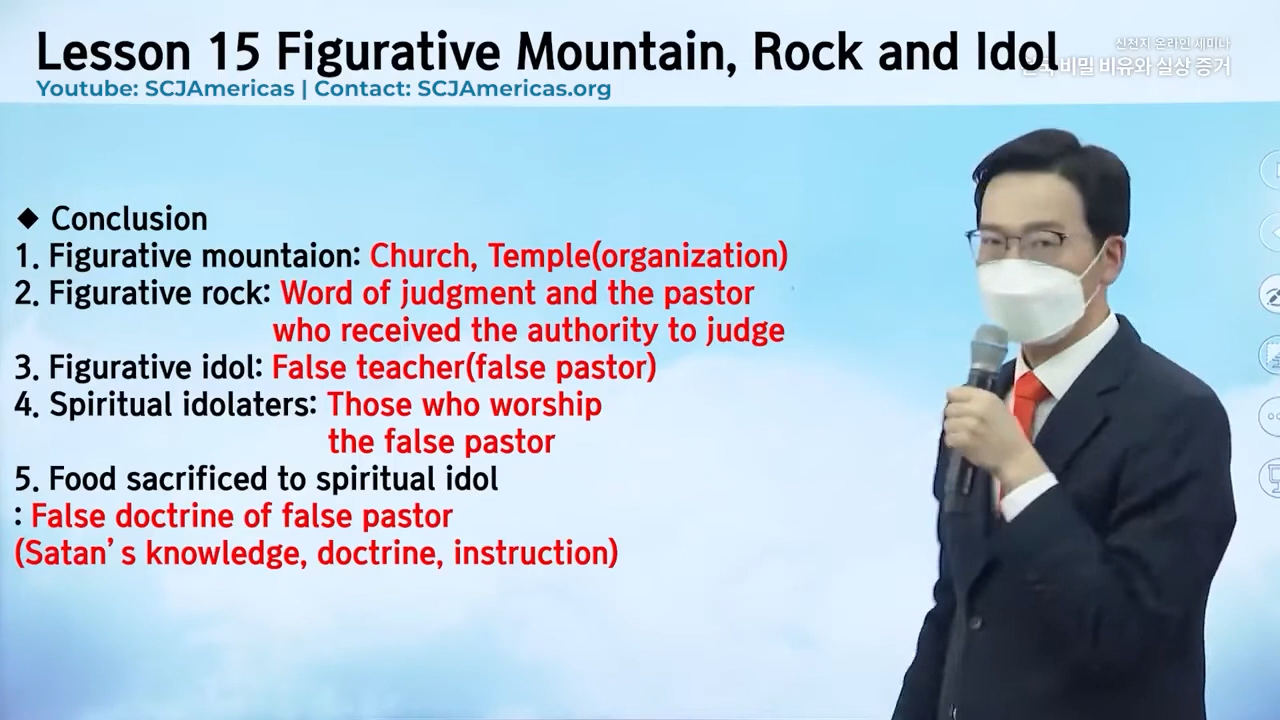 Lesson 15 Figurative Mountain, Rock and Idol
Youtube: SCJAmericas | Contact: SCJAmericas.org
신천지 온라인 세미나
비밀 비유와 실상 증거
◆ Conclusion
1. Figurative mountaion: Church, Temple(organization)
2. Figurative rock: Word of judgment and the pastor
who received the authority to judge
3. Figurative idol: False teacher(false pastor)
4. Spiritual idolaters: Those who worship
the false pastor
5. Food sacrificed to spiritual idol
: False doctrine of false pastor
(Satan's knowledge, doctrine, instruction)